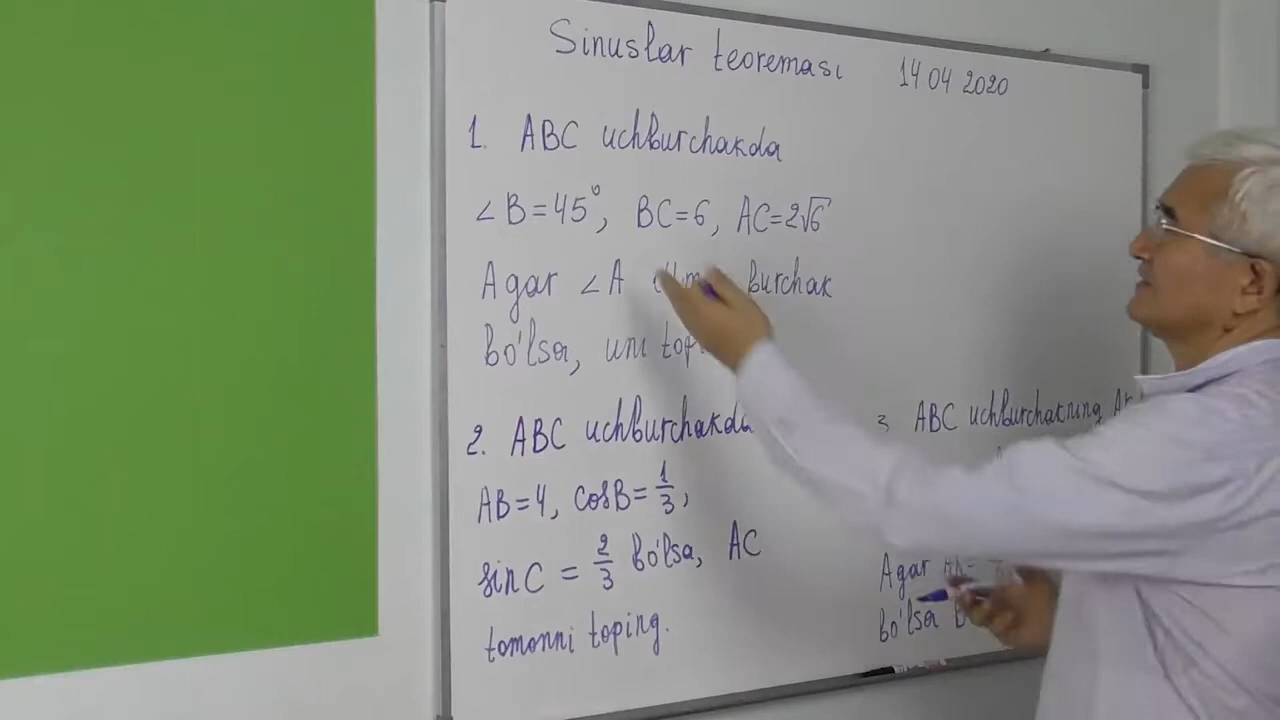 Sinuslar teoreması 14 04 2020
1. ABC uchburchakda
∠B=45°, BC=6, AC=2√6
Agar ∠A burchak
bo'lsa, uni
2. ABC uchburchakda
AB=4, cosB=1/3,
sinC = 2/3 bo'lsa, AC
tomonni toping.
3. ABC uchburchakning
Agar
bo'lsa